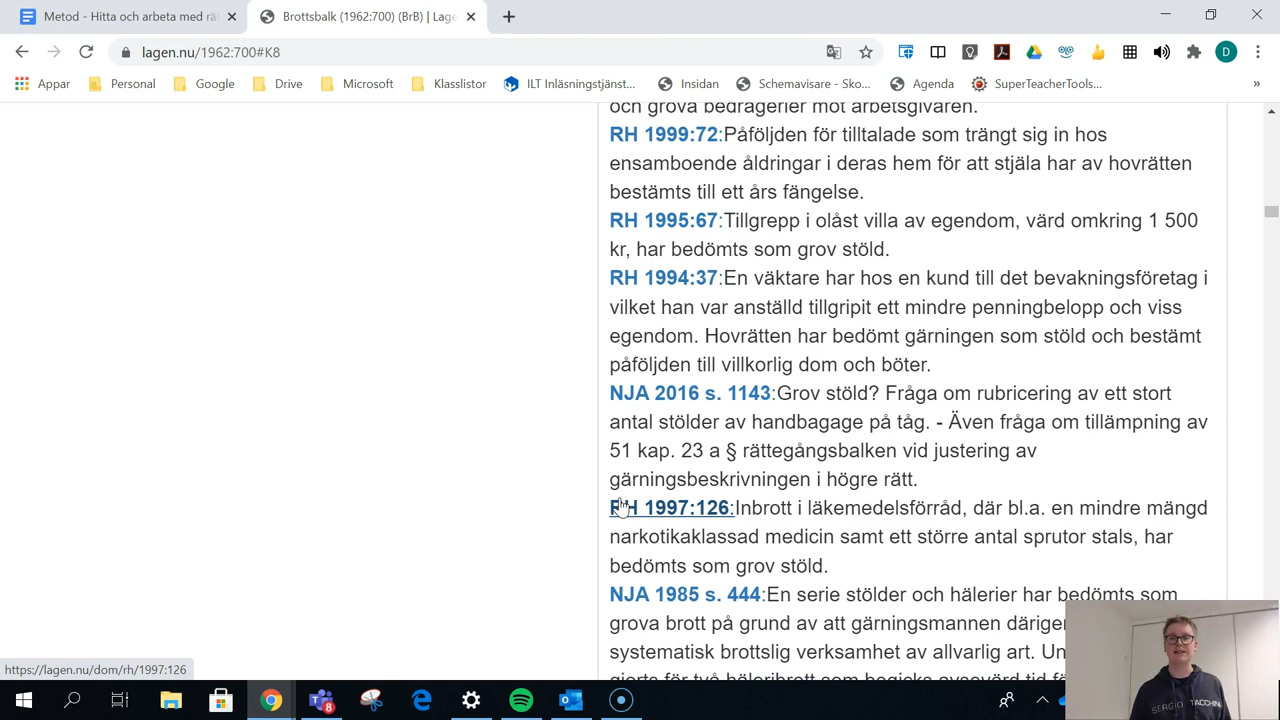 Metod - Hitta och arbeta med rä
Brottsbalk (1962:700) (BrB) | Lage
lagen.nu/1962:700#K8
D
Appar
Personal
Google
Drive
Microsoft
Klasslistor
ILT Inläsningstjänst...
Insidan
Schemavisare - Sko...
Agenda
SuperTeacherTools...
»
och grova bedrägerier mot arbetsgivaren.
RH 1999:72:Påföljden för tilltalade som trängt sig in hos
ensamboende åldringar i deras hem för att stjäla har av hovrätten
bestämts till ett års fängelse.
RH 1995:67:Tillgrepp i olåst villa av egendom, värd omkring 1 500
kr, har bedömts som grov stöld.
RH 1994:37:En väktare har hos en kund till det bevakningsföretag i
vilket han var anställd tillgripit ett mindre penningbelopp och viss
egendom. Hovrätten har bedömt gärningen som stöld och bestämt
påföljden till villkorlig dom och böter.
NJA 2016 s. 1143:Grov stöld? Fråga om rubricering av ett stort
antal stölder av handbagage på tåg. - Även fråga om tillämpning av
51 kap. 23 a § rättegångsbalken vid justering av
gärningsbeskrivningen i högre rätt.
RH 1997:126:Inbrott i läkemedelsförråd, där bl.a. en mindre mängd
narkotikaklassad medicin samt ett större antal sprutor stals, har
bedömts som grov stöld.
NJA 1985 s. 444:En serie stölder och hälerier har bedömts som
grova brott på grund av att gärningsmannen däriger
systematisk brottslig verksamhet av allvarlig art. Un
https://lagen.nu/dom/rh/1997:126
8
SERGIO TACCHINI